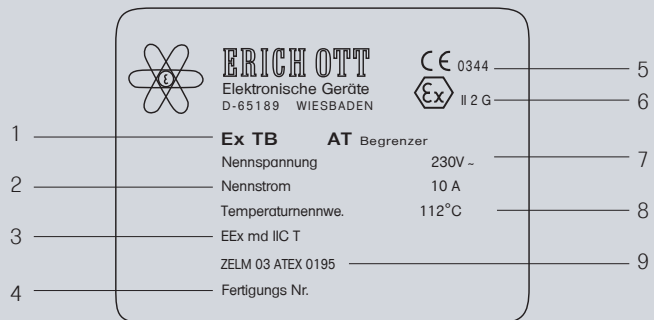 ERICH OTT
Elektronische Geräte
D-65189 WIESBADEN
CE 0344
εx II 2 G
1
Ex TB AT Begrenzer
Nennspannung 230V ~
2
Nennstrom 10 A
Temperaturnennwe. 112°C
3
EEx md IIC T
ZELM 03 ATEX 0195
4
Fertigungs Nr.
5
6
7
8
9